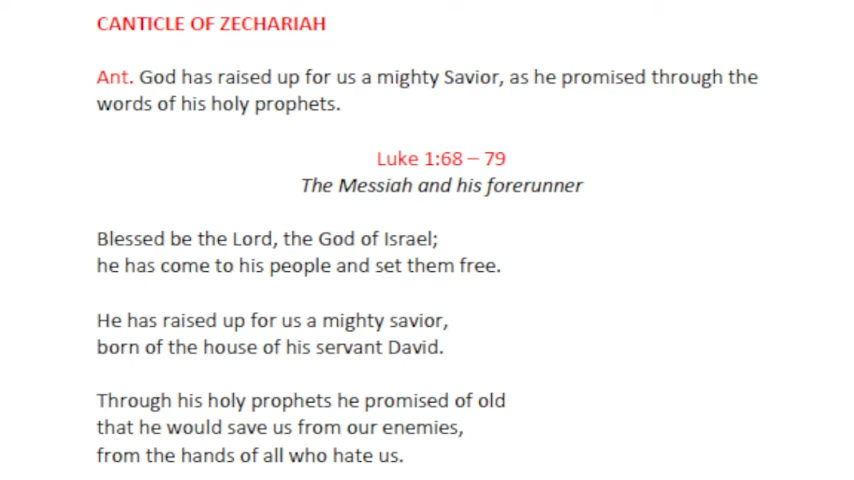 CANTICLE OF ZECHARIAH
Ant. God has raised up for us a mighty Savior, as he promised through the
words of his holy prophets.
Luke 1:68 – 79
The Messiah and his forerunner
Blessed be the Lord, the God of Israel;
he has come to his people and set them free.
He has raised up for us a mighty savior,
born of the house of his servant David.
Through his holy prophets he promised of old
that he would save us from our enemies,
from the hands of all who hate us.